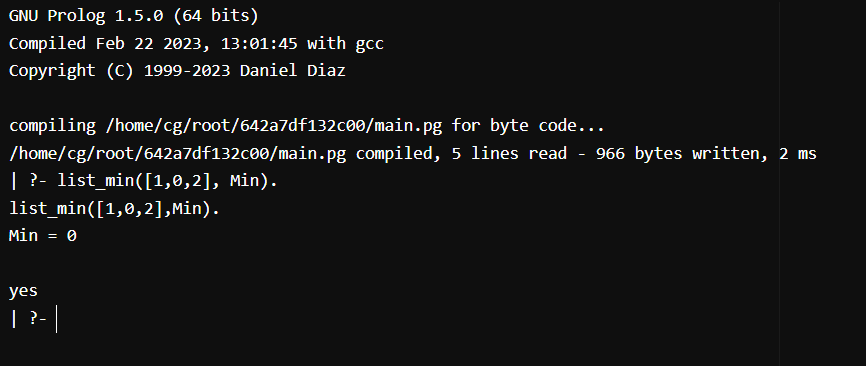 GNU Prolog 1.5.0 (64 bits)
Compiled Feb 22 2023, 13:01:45 with gcc
Copyright (C) 1999-2023 Daniel Diaz
compiling /home/cg/root/642a7df132c00/main.pg for byte code...
/home/cg/root/642a7df132c00/main.pg compiled, 5 lines read - 966 bytes written, 2 ms
| ?- list_min([1,0,2], Min).
list_min([1,0,2],Min).
Min = 0
yes
| ?-